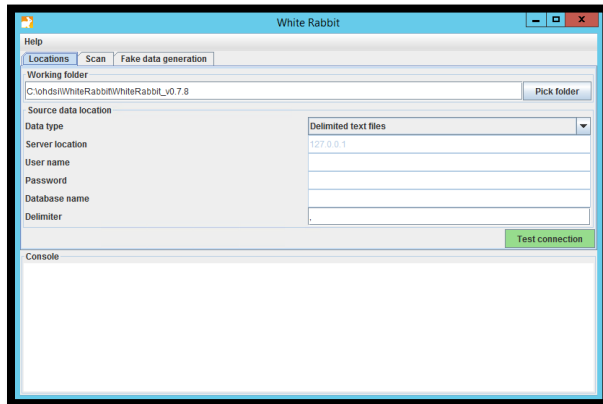 White Rabbit
Help
Locations Scan Fake data generation
Working folder
C:\ohdsi\WhiteRabbit\WhiteRabbit_v0.7.8 Pick folder
Source data location
Data type Delimited text files
Server location 127.0.0.1
User name
Password
Database name
Delimiter ,
Test connection
Console